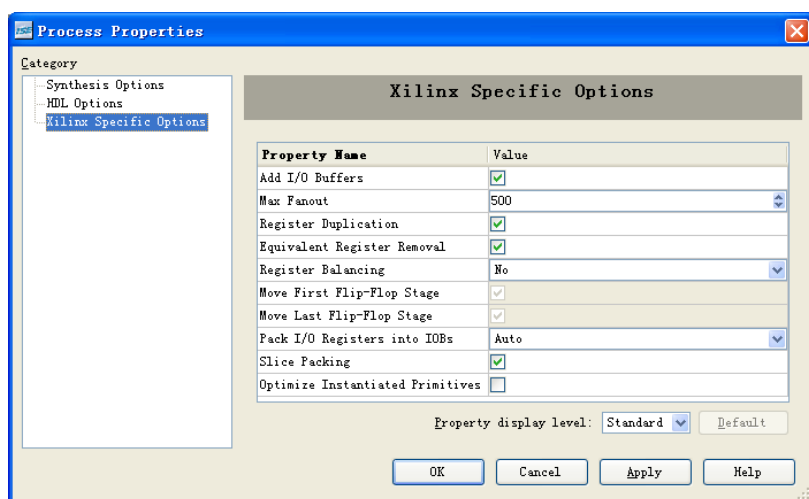 ISE Process Properties
Category
Synthesis Options
HDL Options
Xilinx Specific Options
Xilinx Specific Options
Property Name Value
Add I/O Buffers
Max Fanout 500
Register Duplication
Equivalent Register Removal
Register Balancing No
Move First Flip-Flop Stage
Move Last Flip-Flop Stage
Pack I/O Registers into IOBs Auto
Slice Packing
Optimize Instantiated Primitives
Property display level: Standard Default
OK Cancel Apply Help